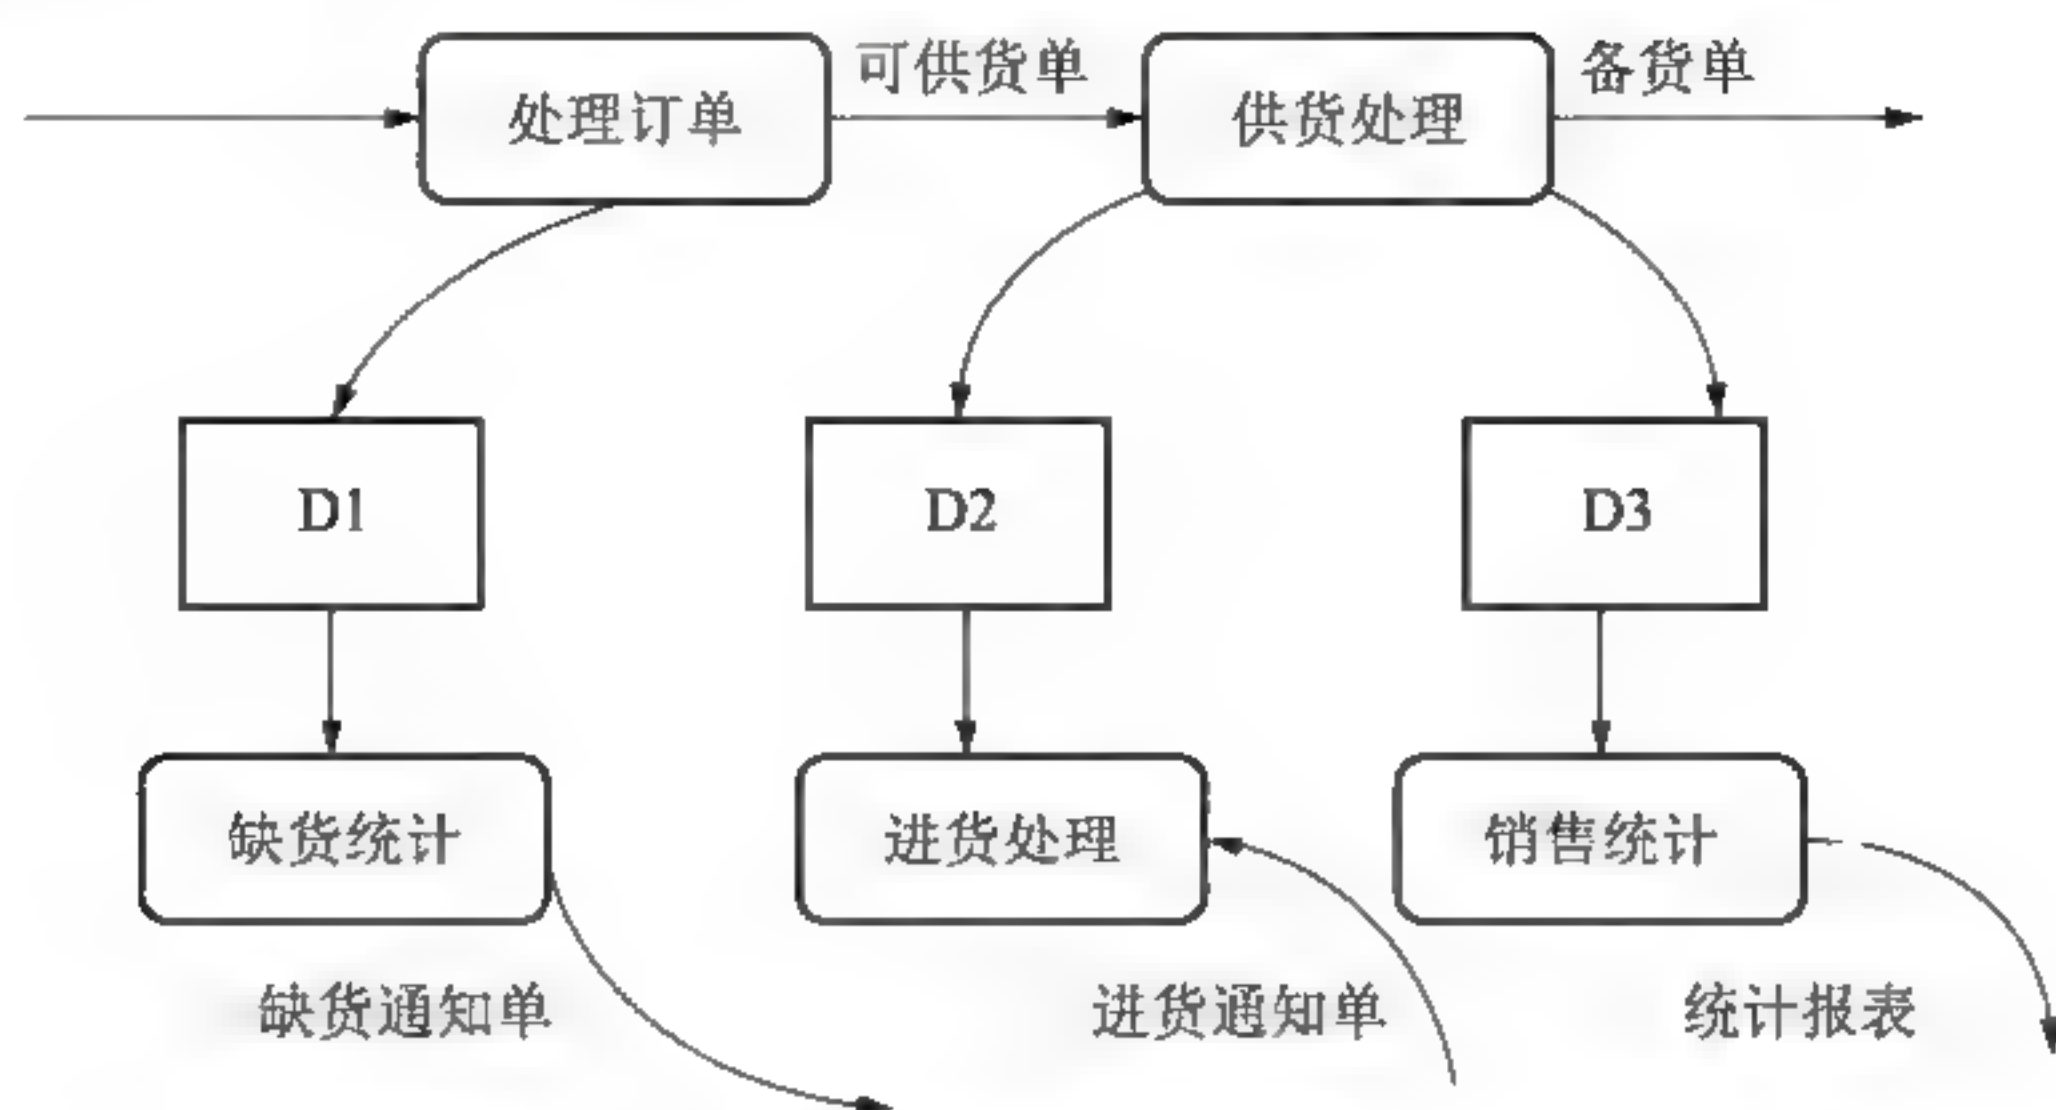 可供货单
备货单
处理订单
供货处理
D1
D2
D3
缺货统计
进货处理
销售统计
缺货通知单
进货通知单
统计报表